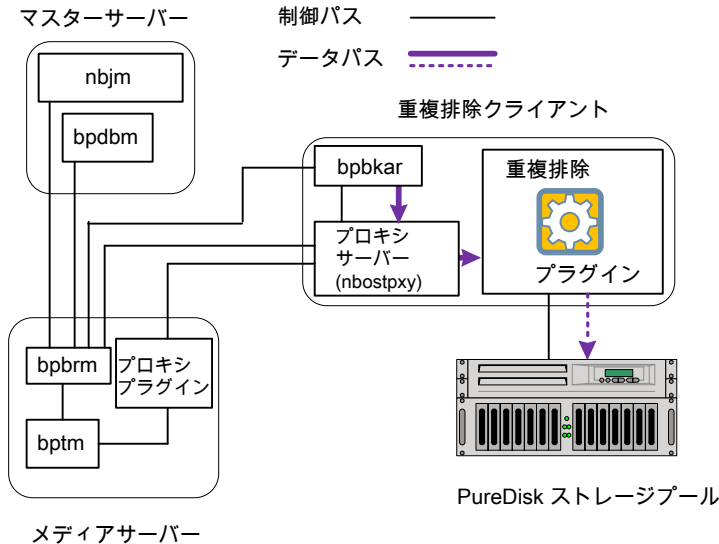 マスターサーバー
制御パス
データパス
nbjm
bpdbm
重複排除クライアント
bpbkar
プロキシ
サーバー
(nbostpxy)
重複排除
プラグイン
bpbrm
プロキシ
プラグイン
bptm
PureDisk ストレージプール
メディアサーバー